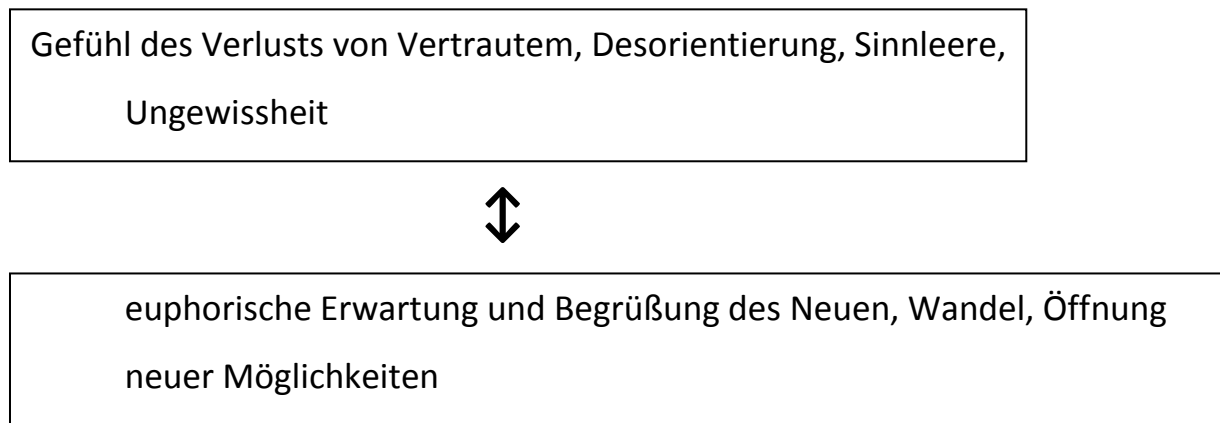 Gefühl des Verlusts von Vertrautem, Desorientierung, Sinnleere,
Ungewissheit
↕
euphorische Erwartung und Begrüßung des Neuen, Wandel, Öffnung
neuer Möglichkeiten